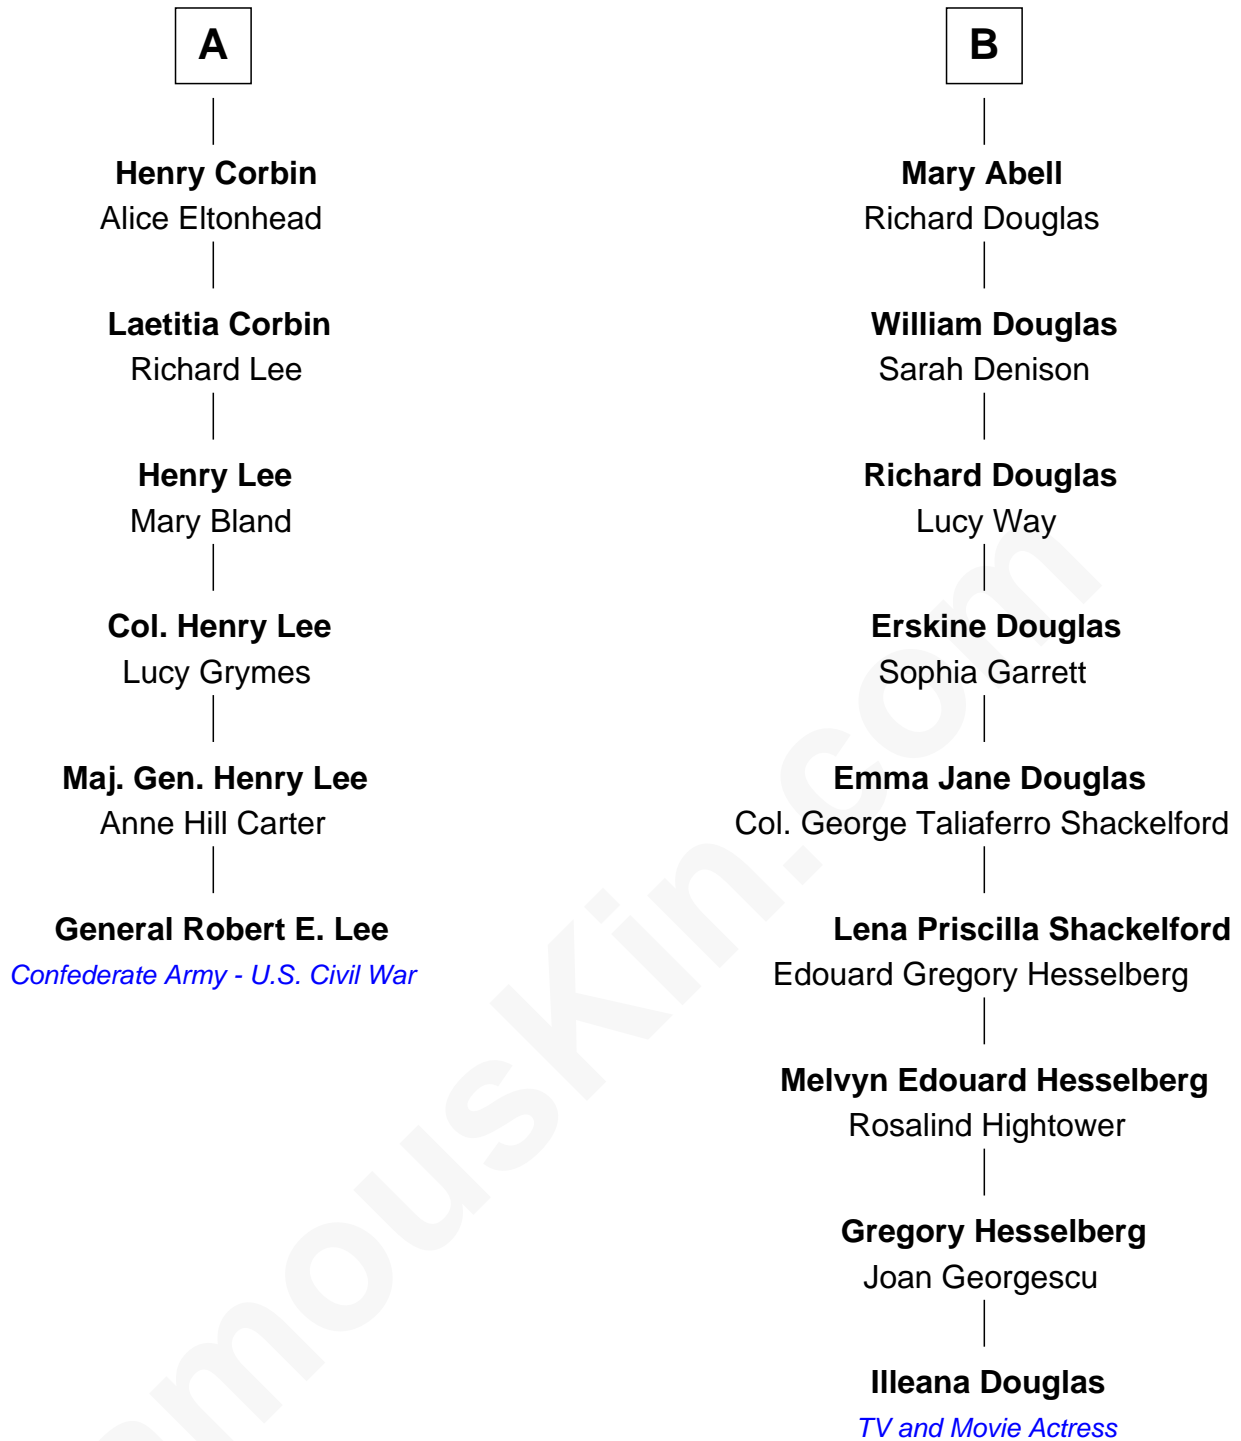 A
Henry Corbin
Alice Eltonhead
Laetitia Corbin
Richard Lee
Henry Lee
Mary Bland
Col. Henry Lee
Lucy Grymes
Maj. Gen. Henry Lee
Anne Hill Carter
General Robert E. Lee
Confederate Army - U.S. Civil War
B
Mary Abell
Richard Douglas
William Douglas
Sarah Denison
Richard Douglas
Lucy Way
Erskine Douglas
Sophia Garrett
Emma Jane Douglas
Col. George Taliaferro Shackelford
Lena Priscilla Shackelford
Edouard Gregory Hesselberg
Melvyn Edouard Hesselberg
Rosalind Hightower
Gregory Hesselberg
Joan Georgescu
Illeana Douglas
TV and Movie Actress
amouskin.com